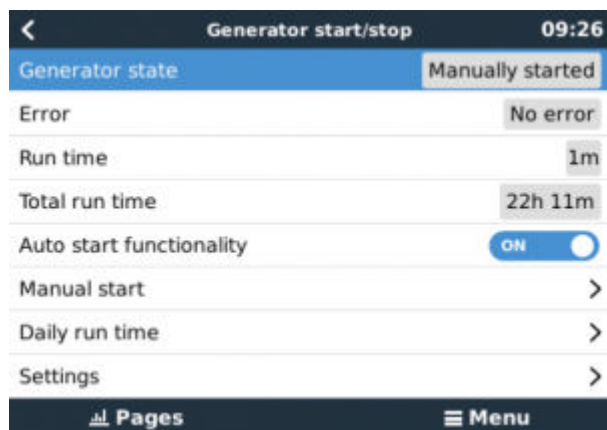 Generator start/stop 09:26
Generator state Manually started
Error No error
Run time 1m
Total run time 22h 11m
Auto start functionality ON
Manual start
Daily run time
Settings
Pages Menu